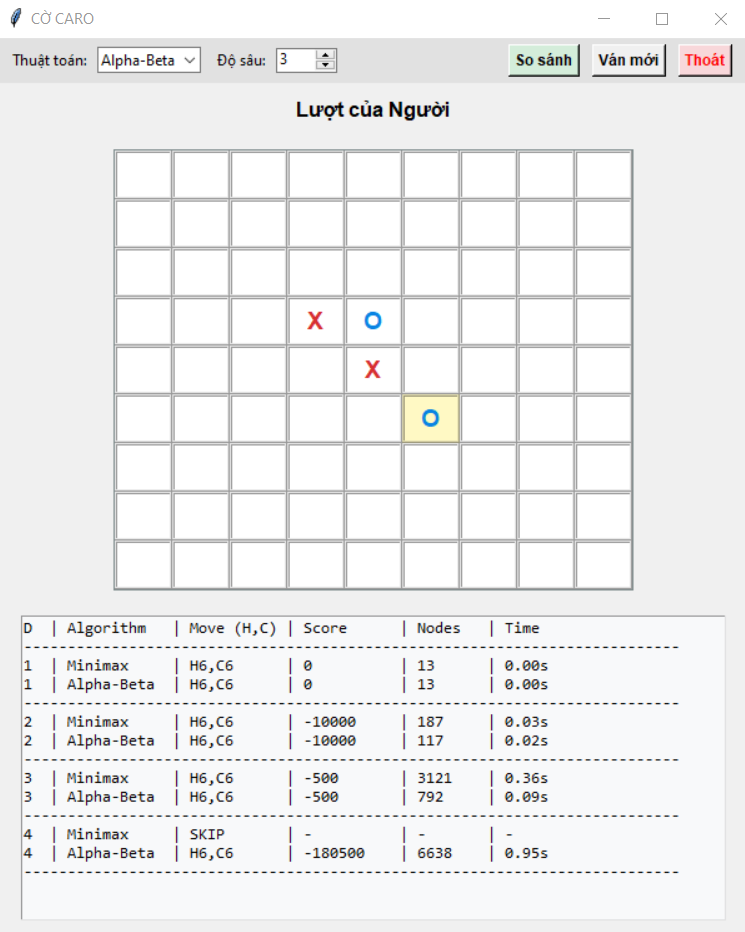 CỜ CARO
Thuật toán: Alpha-Beta Độ sâu: 3 So sánh Ván mới Thoát
Lượt của Người
X O
X
O
D | Algorithm | Move (H,C) | Score | Nodes | Time
--------------------------------------------------------------------------------
1 | Minimax | H6,C6 | 0 | 13 | 0.00s
1 | Alpha-Beta | H6,C6 | 0 | 13 | 0.00s
--------------------------------------------------------------------------------
2 | Minimax | H6,C6 | -10000 | 187 | 0.03s
2 | Alpha-Beta | H6,C6 | -10000 | 117 | 0.02s
--------------------------------------------------------------------------------
3 | Minimax | H6,C6 | -500 | 3121 | 0.36s
3 | Alpha-Beta | H6,C6 | -500 | 792 | 0.09s
--------------------------------------------------------------------------------
4 | Minimax | SKIP | - | - | -
4 | Alpha-Beta | H6,C6 | -180500 | 6638 | 0.95s
--------------------------------------------------------------------------------